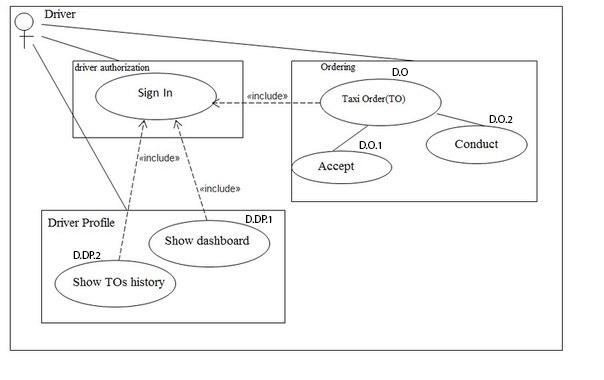 Driver
driver authorization
Sign In
«include»
Ordering
D.O
Taxi Order(TO)
D.O.2
Conduct
D.O.1
Accept
«include»
«include»
Driver Profile
D.DP.1
Show dashboard
D.DP.2
Show TOs history